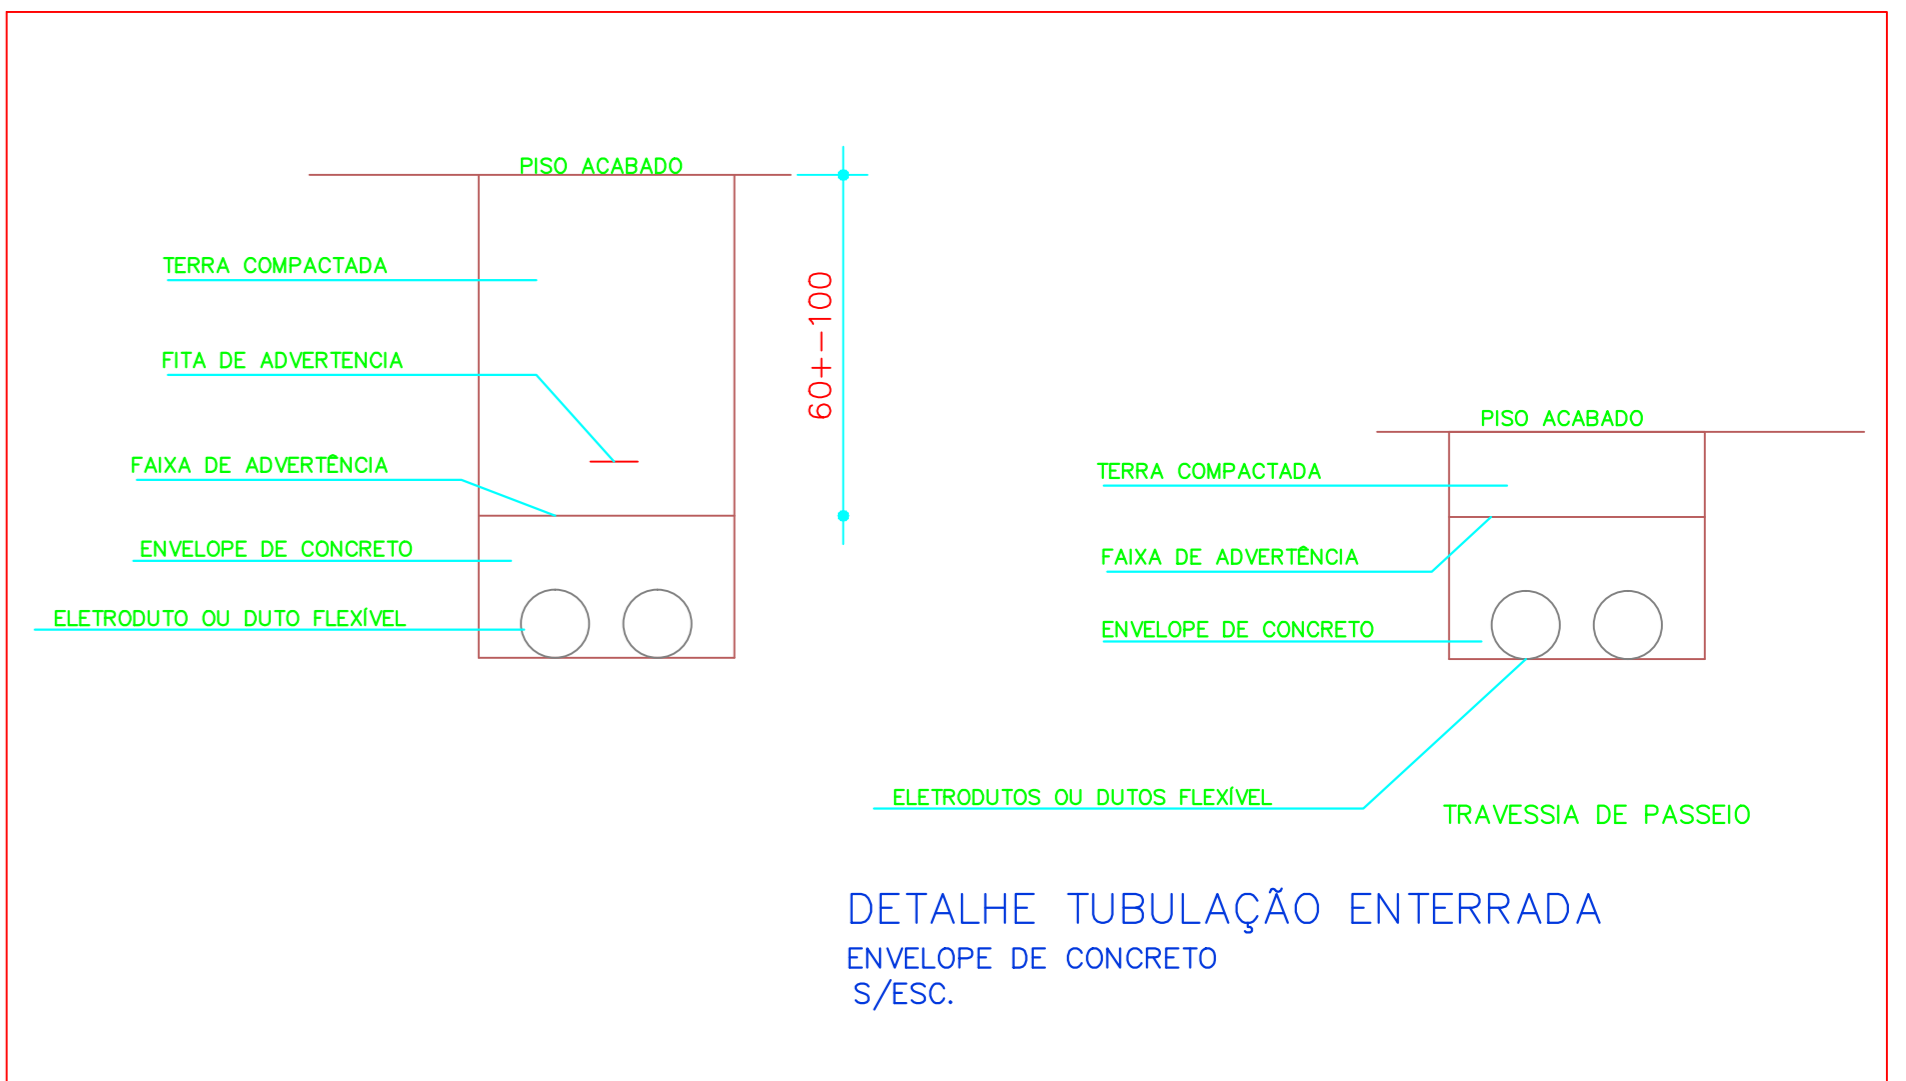 PISO ACABADO
TERRA COMPACTADA
FITA DE ADVERTENCIA
FAIXA DE ADVERTÊNCIA
ENVELOPE DE CONCRETO
ELETRODUTO OU DUTO FLEXÍVEL
60+-100
PISO ACABADO
TERRA COMPACTADA
FAIXA DE ADVERTÊNCIA
ENVELOPE DE CONCRETO
ELETRODUTOS OU DUTOS FLEXÍVEL
TRAVESSIA DE PASSEIO
DETALHE TUBULAÇÃO ENTERRADA
ENVELOPE DE CONCRETO
S/ESC.